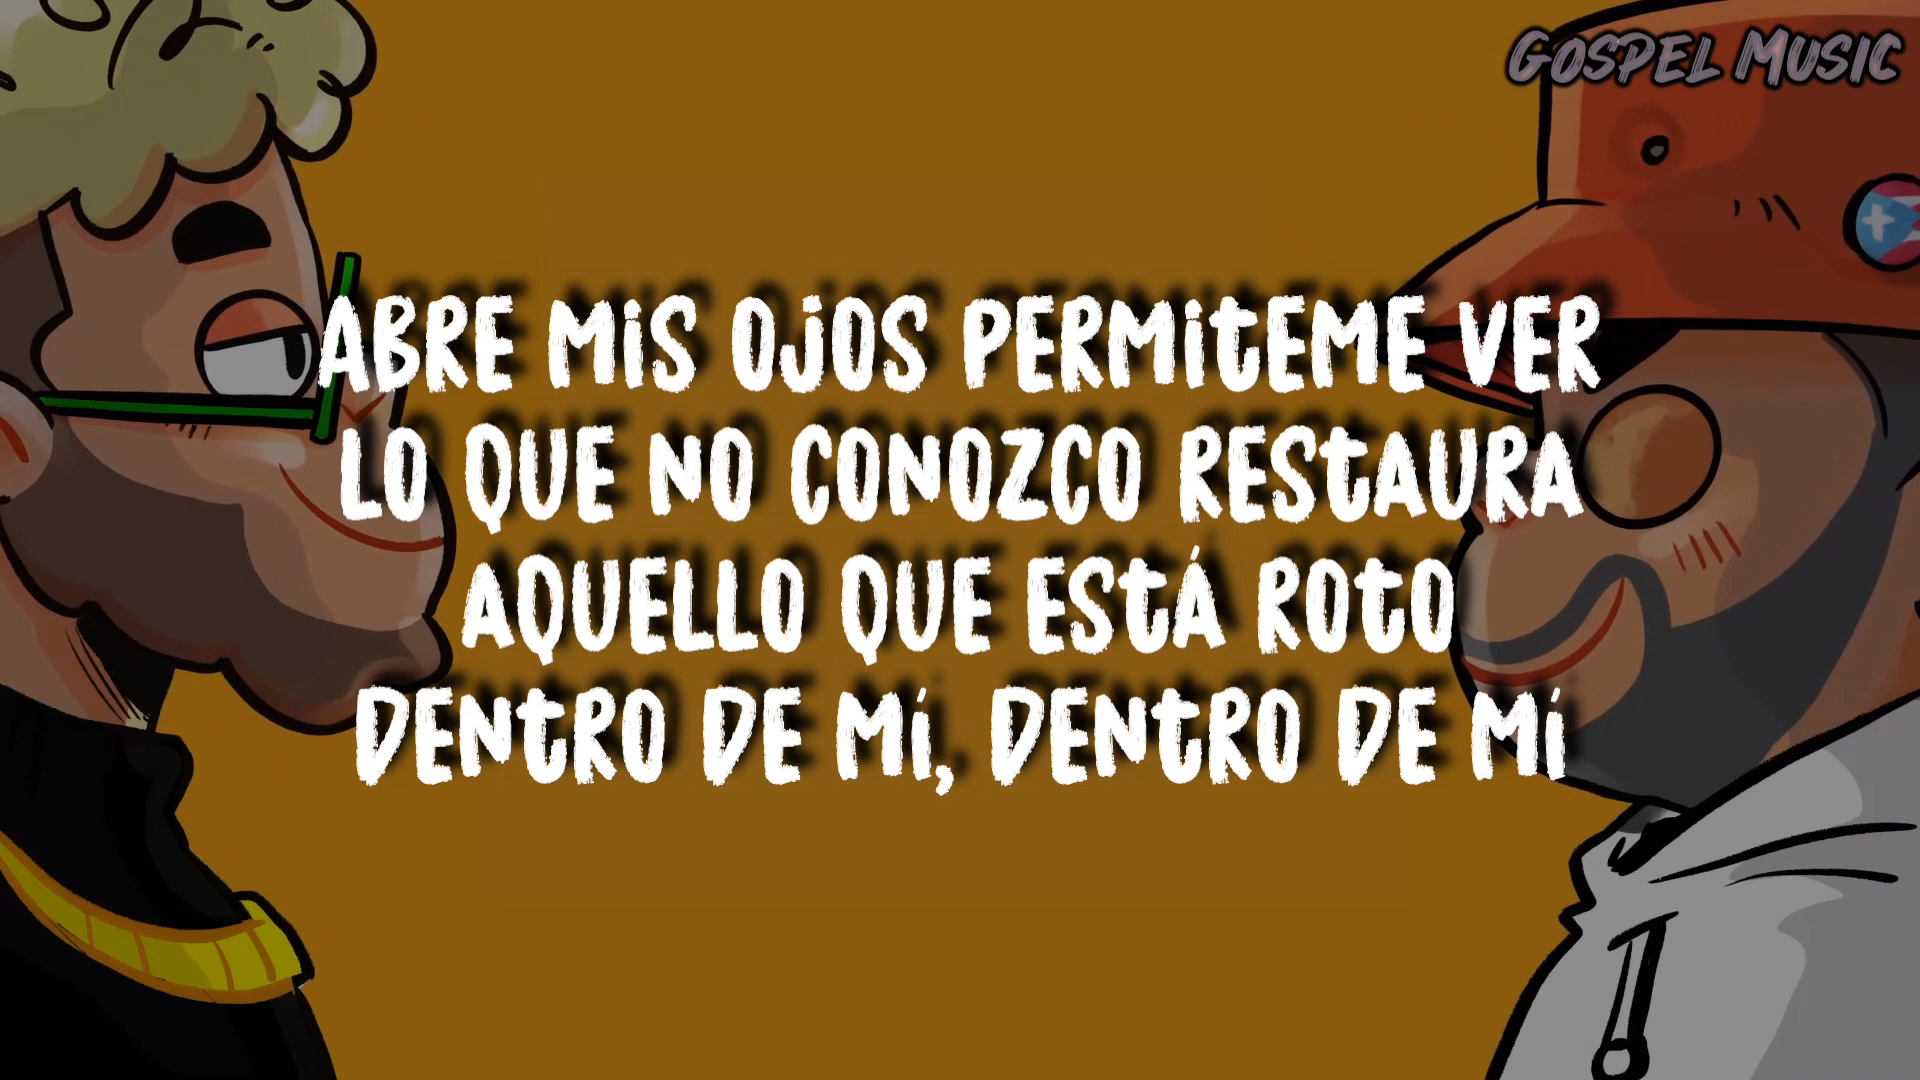 GOSPEL MUSIC
ABRE MIS OJOS PERMITEME VER
LO QUE NO CONOZCO RESTAURA
AQUELLO QUE ESTÁ ROTO
DENTRO DE MÍ, DENTRO DE MÍ